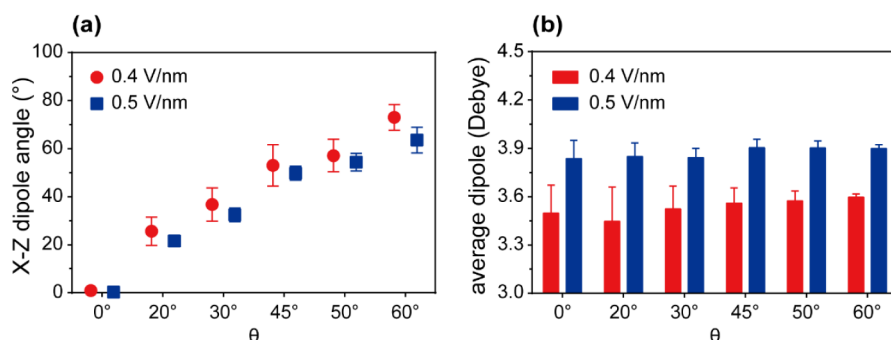 (a)
X-Z dipole angle (°)
100
80
60
40
20
0
0.4 V/nm
0.5 V/nm
0° 20° 30° 45° 50° 60°
θ
(b)
average dipole (Debye)
4.5
4.2
3.9
3.6
3.3
3.0
0.4 V/nm
0.5 V/nm
0° 20° 30° 45° 50° 60°
θ